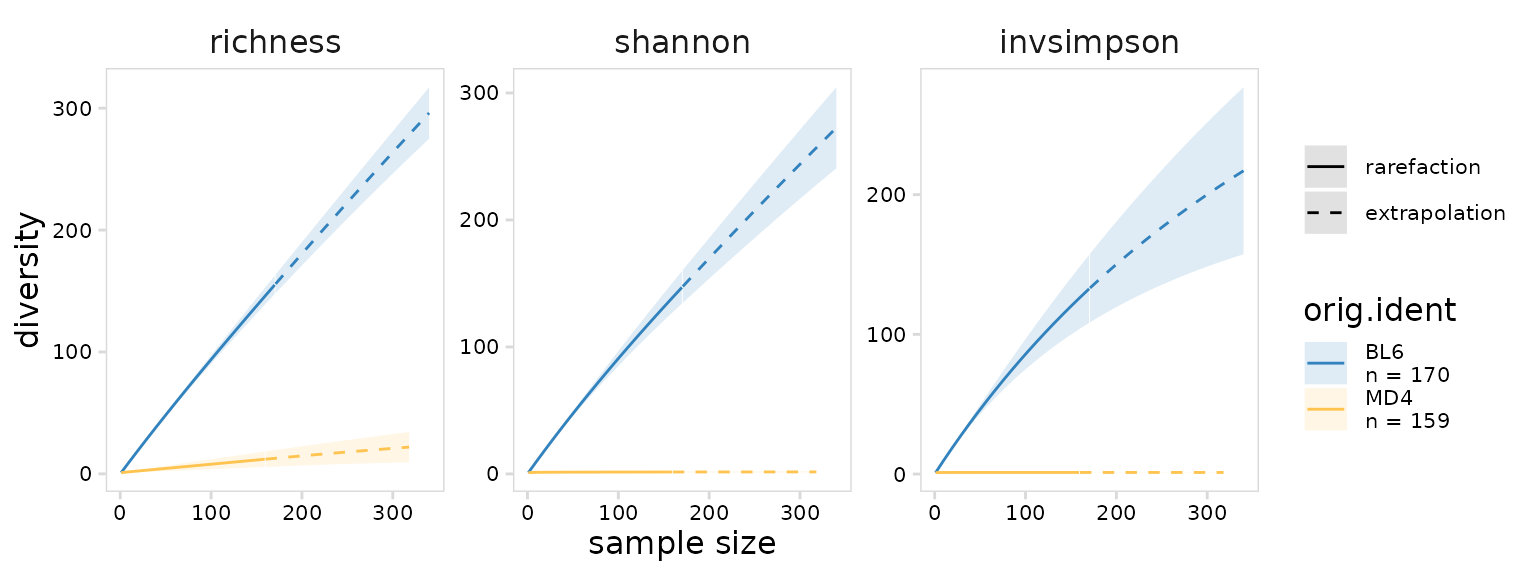 richness
shannon
invsimpson
diversity
300
200
100
0
0
100
200
300
300
200
100
0
0
100
200
300
200
100
0
0
100
200
300
sample size
rarefaction
extrapolation
orig.ident
BL6
n = 170
MD4
n = 159